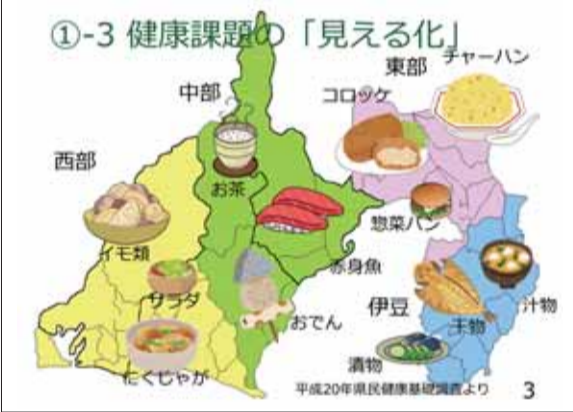 ①-3 健康課題の「見える化」
東部
チャーハン
中部
コロッケ
西部
お茶
惣菜パン
イモ類
赤身魚
サラダ
伊豆
汁物
干物
おでん
漬物
にくじゃが
平成20年県民健康基礎調査より
3